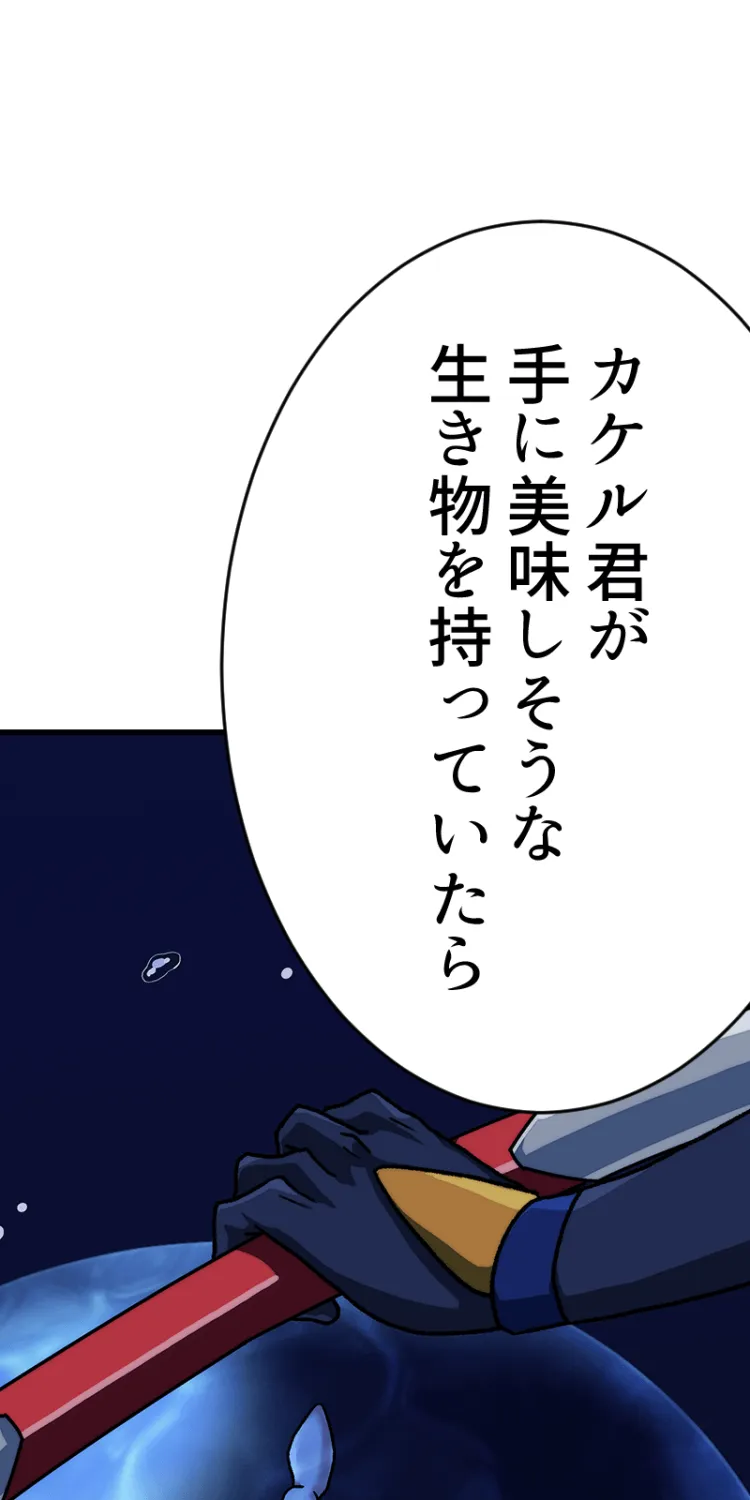 カケル君が
手に美味しそうな
生き物を持っていたら